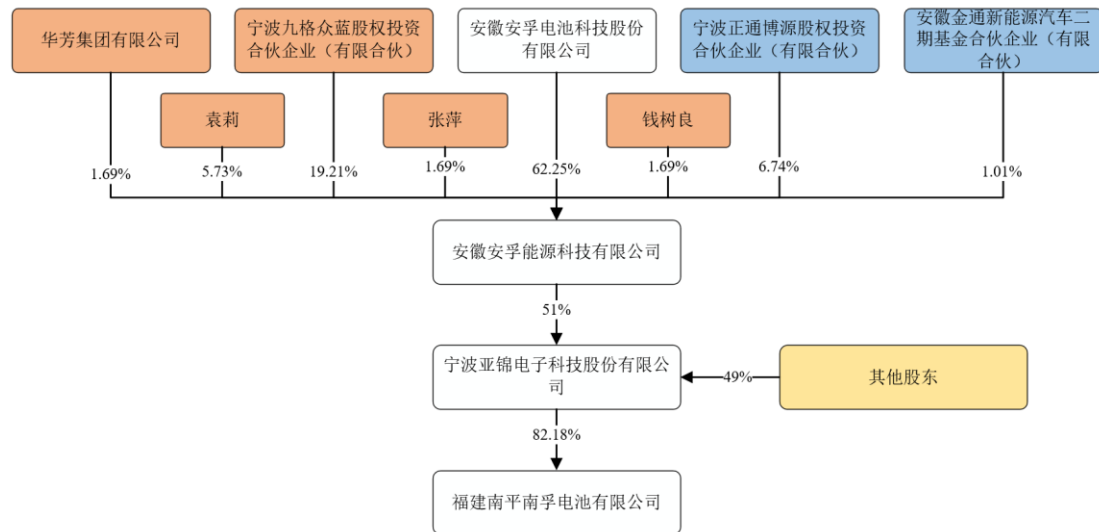 华芳集团有限公司
宁波九格众蓝股权投资
合伙企业（有限合伙）
安徽安孚电池科技股份
有限公司
宁波正通博源股权投资
合伙企业（有限合伙）
安徽金通新能源汽车二
期基金合伙企业（有限
合伙）
袁莉
张萍
钱树良
1.69%
5.73%
19.21%
1.69%
62.25%
1.69%
6.74%
1.01%
安徽安孚能源科技有限公司
51%
宁波亚锦电子科技股份有限公
司
49%
其他股东
82.18%
福建南平南孚电池有限公司